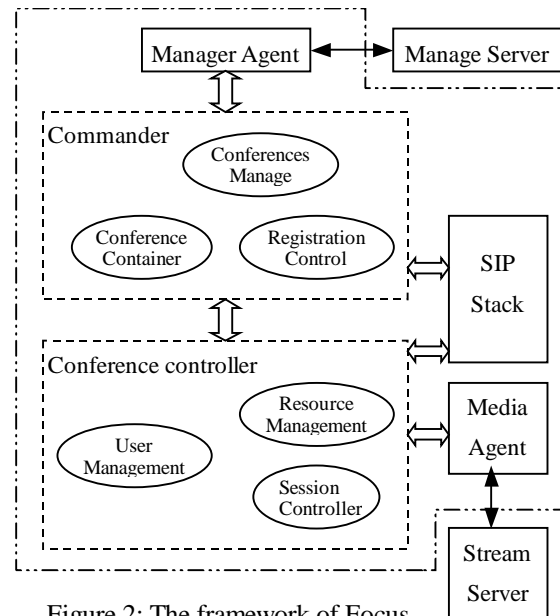 Manager Agent
Manage Server
Commander
Conferences
Manage
Conference
Container
Registration
Control
SIP
Stack
Conference controller
Resource
Management
User
Management
Session
Controller
Media
Agent
Stream
Server
Figure 2: The framework of Focus